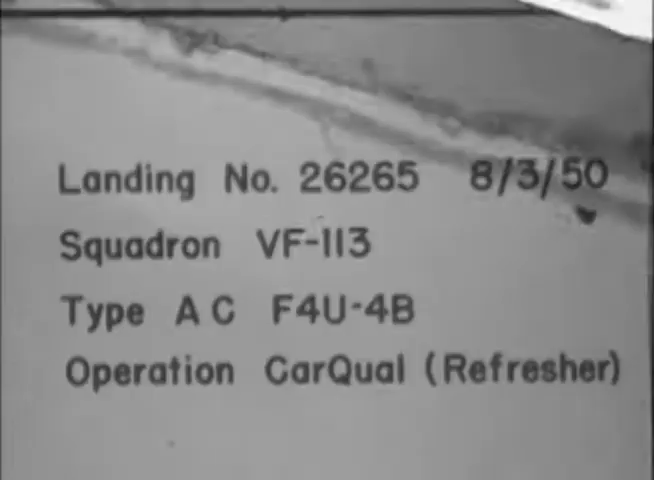 Landing No. 26265 8/3/50
Squadron VF-113
Type A C F4U-4B
Operation CarQual (Refresher)